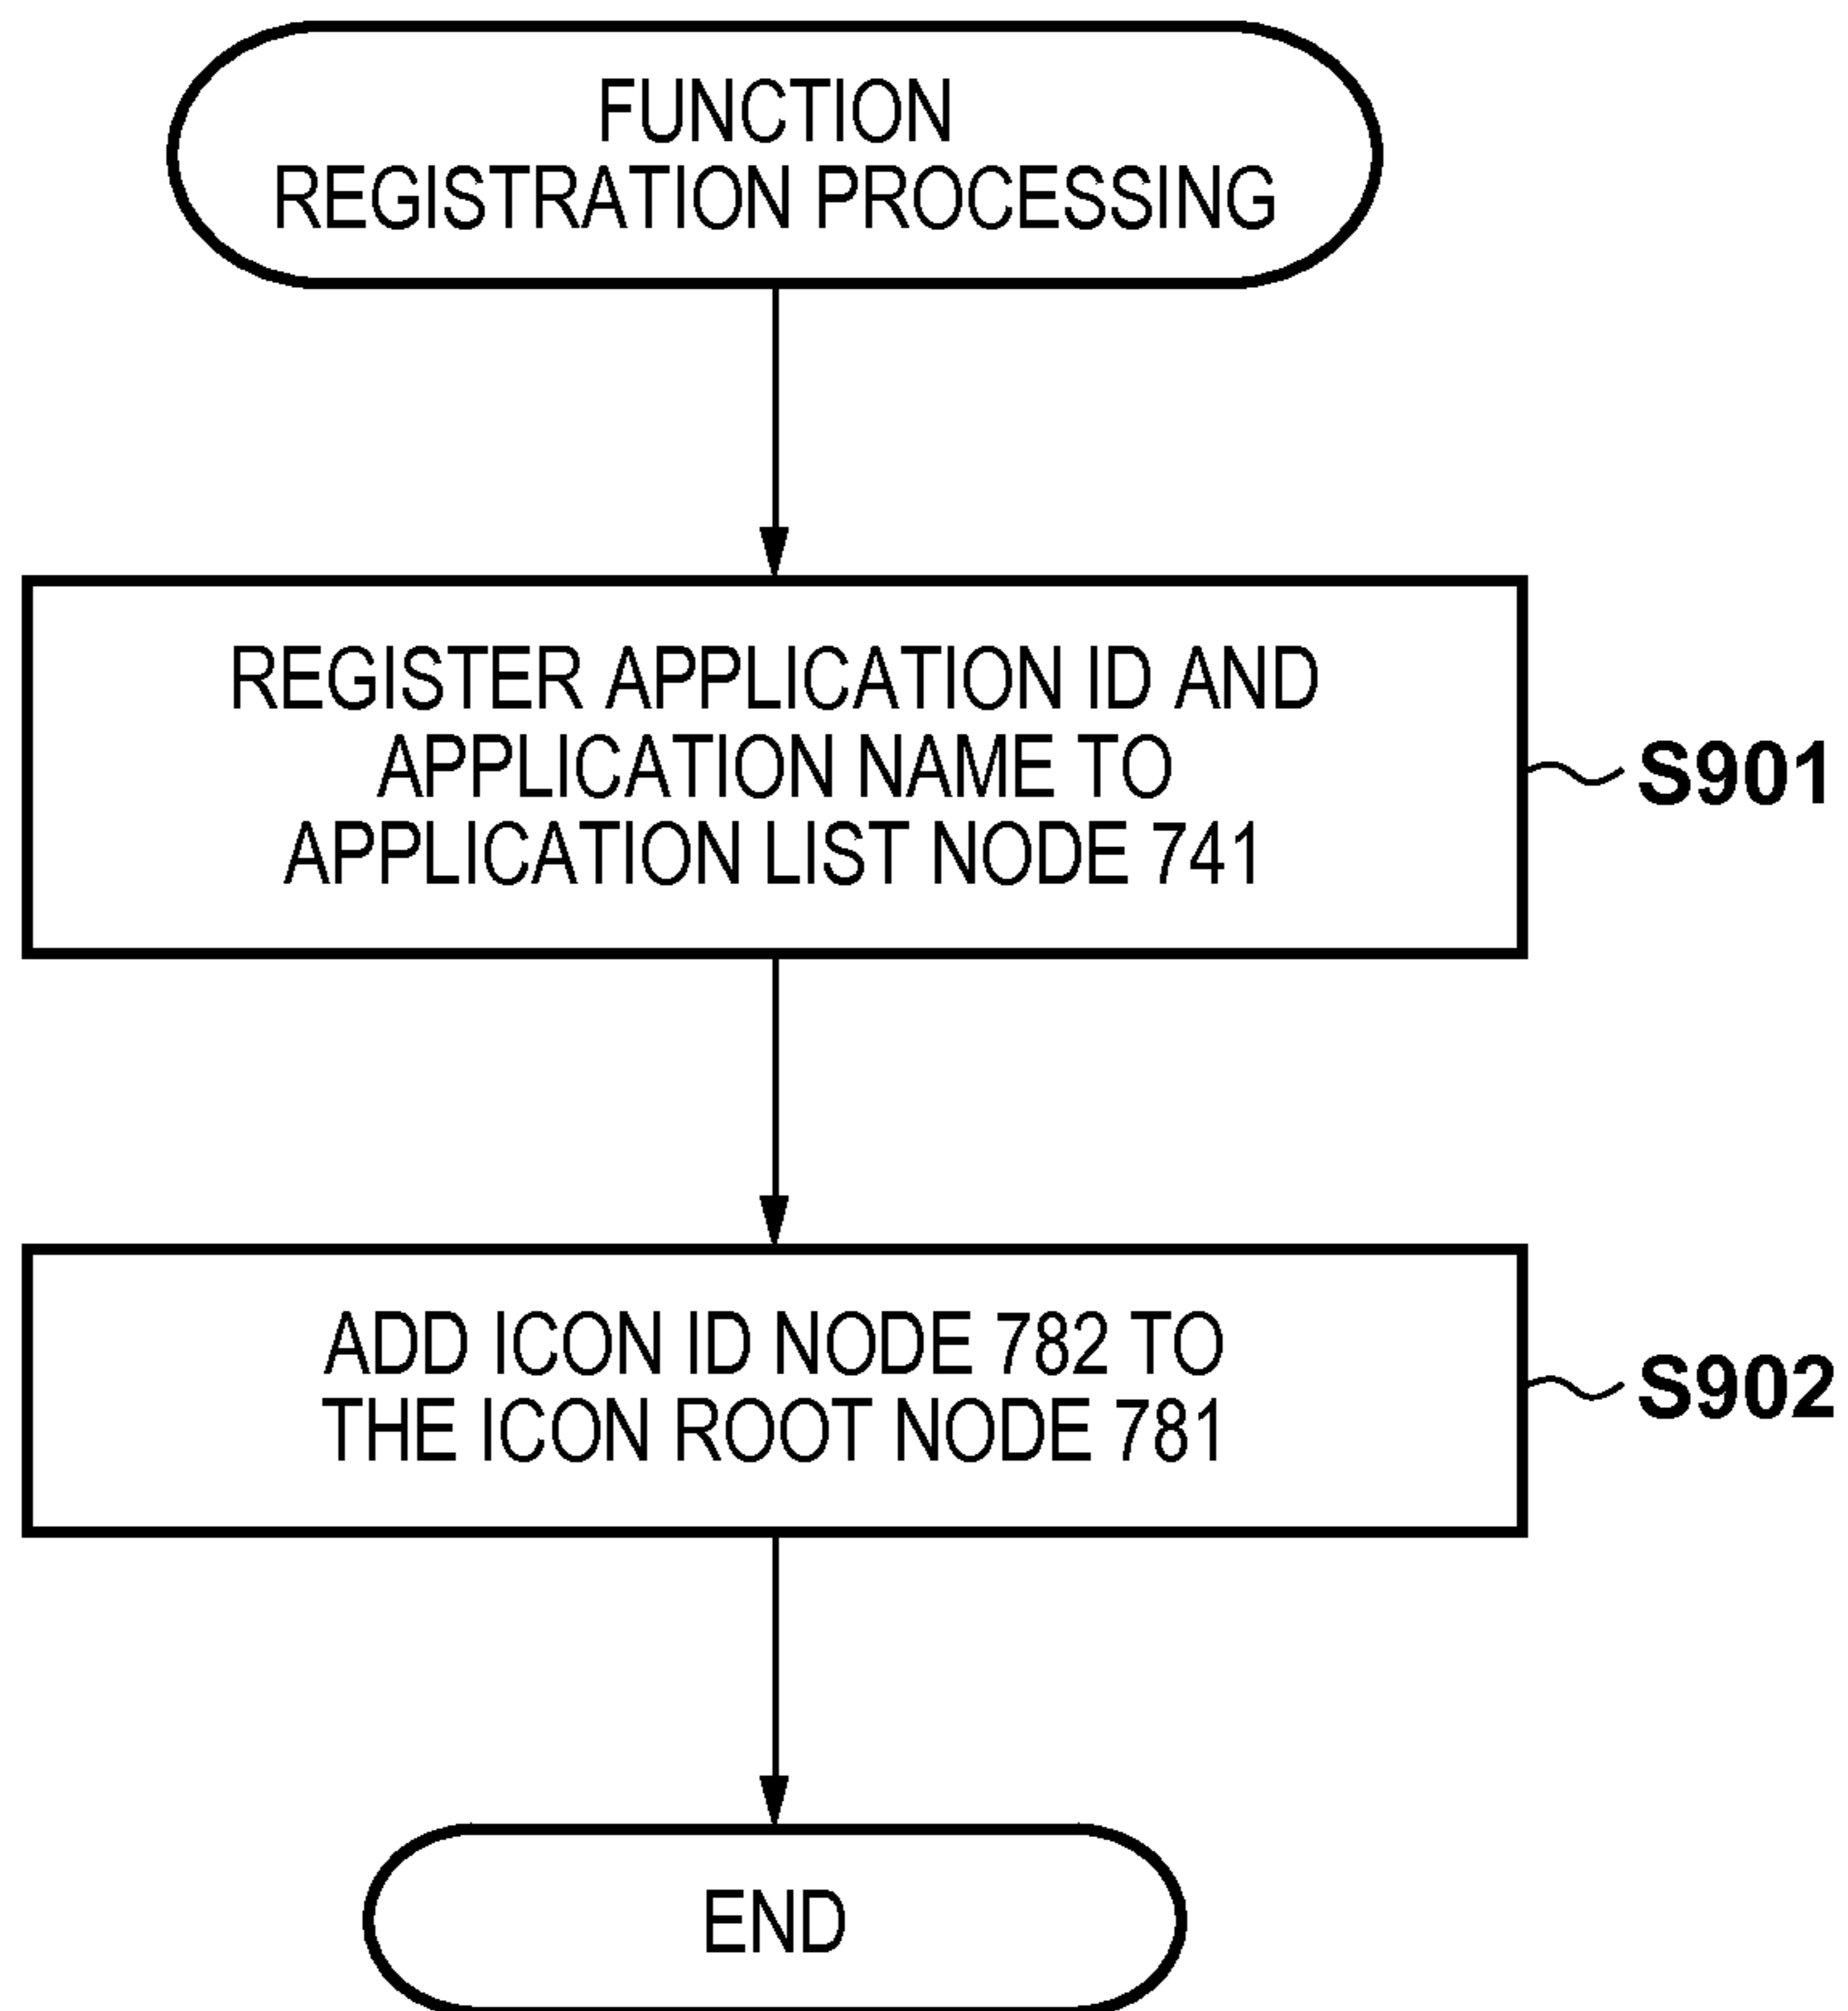 FUNCTION
REGISTRATION PROCESSING
REGISTER APPLICATION ID AND
APPLICATION NAME TO
APPLICATION LIST NODE 741
S901
ADD ICON ID NODE 782 TO
THE ICON ROOT NODE 781
S902
END